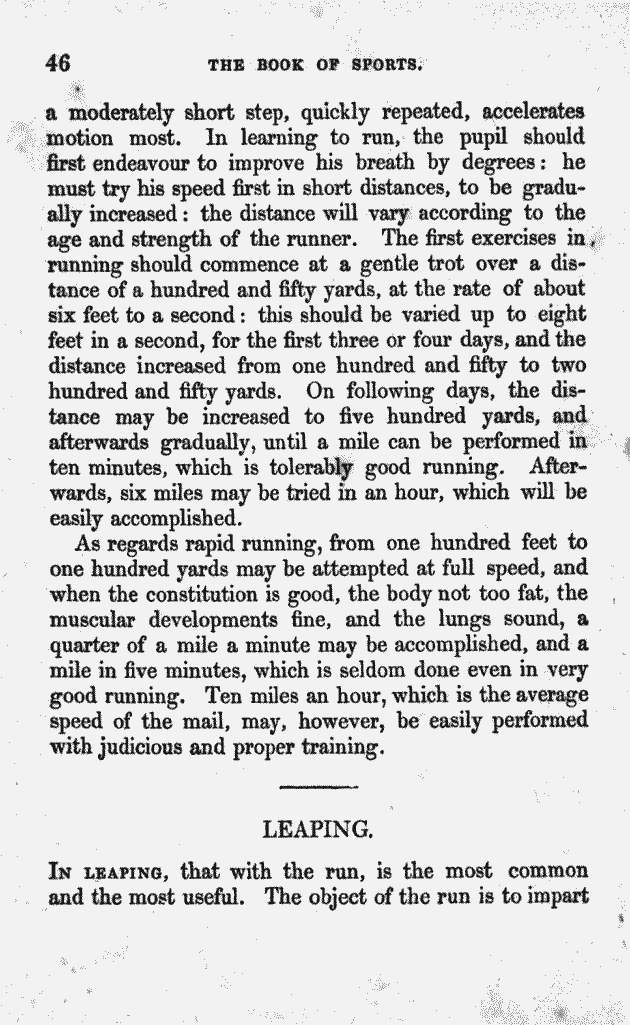 46 THE BOOK OF SPORTS.
a moderately short step, quickly repeated, accelerates
motion most. In learning to run, the pupil should
first endeavour to improve his breath by degrees: he
must try his speed first in short distances, to be gradu-
ally increased: the distance will vary according to the
age and strength of the runner. The first exercises in
running should commence at a gentle trot over a dis-
tance of a hundred and fifty yards, at the rate of about
six feet to a second: this should be varied up to eight
feet in a second, for the first three or four days, and the
distance increased from one hundred and fifty to two
hundred and fifty yards. On following days, the dis-
tance may be increased to five hundred yards, and
afterwards gradually, until a mile can be performed in
ten minutes, which is tolerably good running. After-
wards, six miles may be tried in an hour, which will be
easily accomplished.
As regards rapid running, from one hundred feet to
one hundred yards may be attempted at full speed, and
when the constitution is good, the body not too fat, the
muscular developments fine, and the lungs sound, a
quarter of a mile a minute may be accomplished, and a
mile in five minutes, which is seldom done even in very
good running. Ten miles an hour, which is the average
speed of the mail, may, however, be easily performed
with judicious and proper training.
LEAPING.
IN LEAPING, that with the run, is the most common
and the most useful. The object of the run is to impart